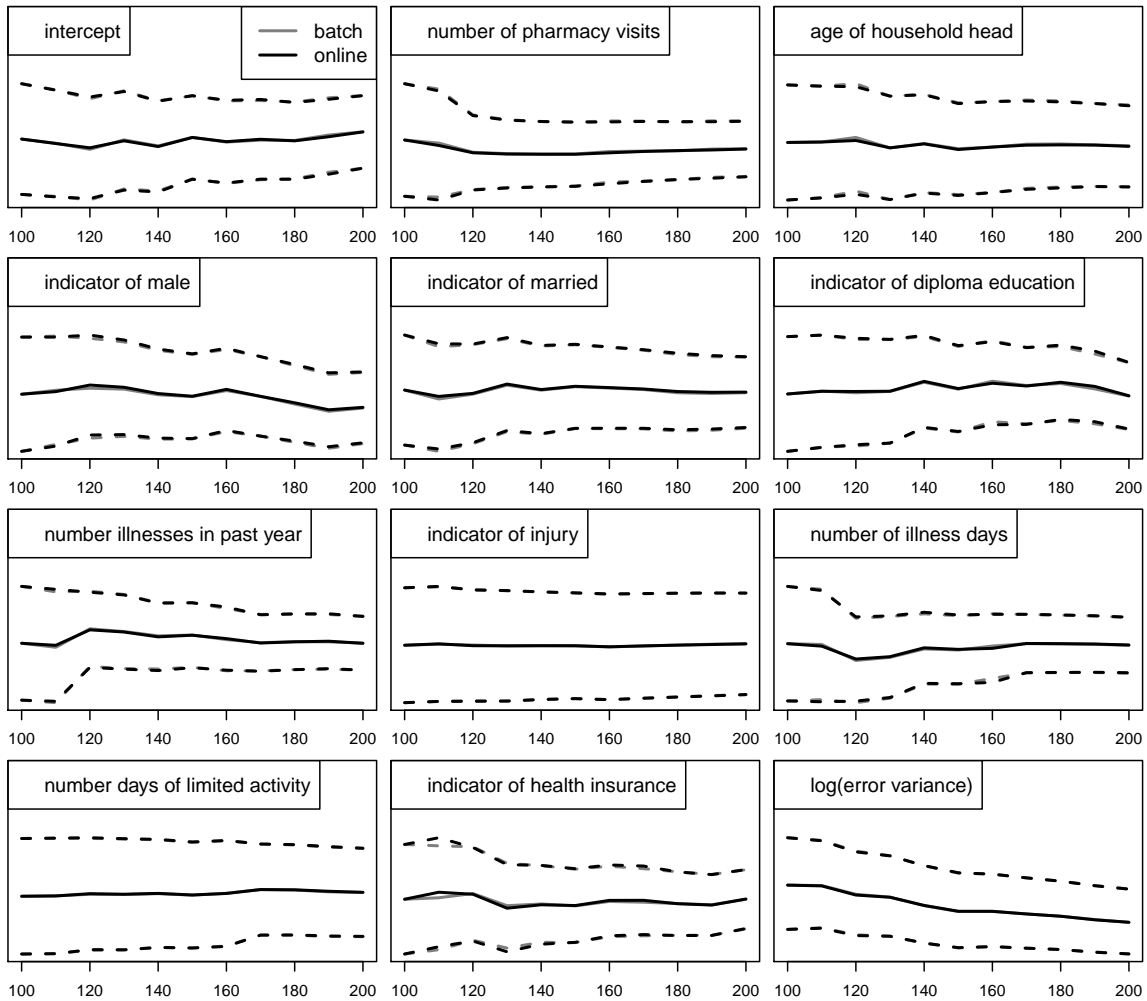 intercept
batch
online
number of pharmacy visits
age of household head
100 120 140 160 180 200
100 120 140 160 180 200
100 120 140 160 180 200
indicator of male
indicator of married
indicator of diploma education
100 120 140 160 180 200
100 120 140 160 180 200
100 120 140 160 180 200
number illnesses in past year
indicator of injury
number of illness days
100 120 140 160 180 200
100 120 140 160 180 200
100 120 140 160 180 200
number days of limited activity
indicator of health insurance
log(error variance)
100 120 140 160 180 200
100 120 140 160 180 200
100 120 140 160 180 200